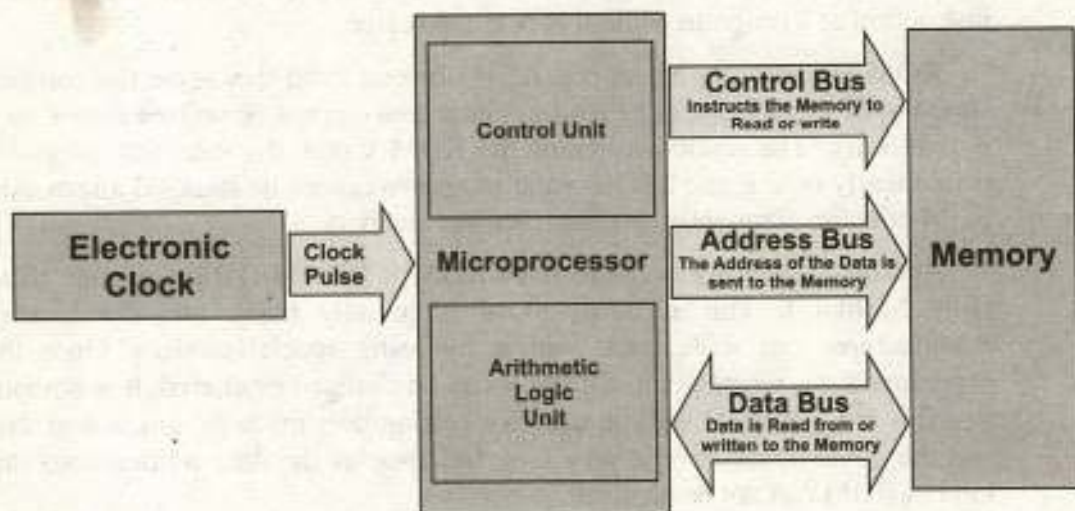 Control Unit
Control Bus
Instructs the Memory to
Read or write
Electronic
Clock
Clock
Pulse
Microprocessor
Address Bus
The Address of the Data is
sent to the Memory
Memory
Arithmetic
Logic
Unit
Data Bus
Data is Read from or
written to the Memory